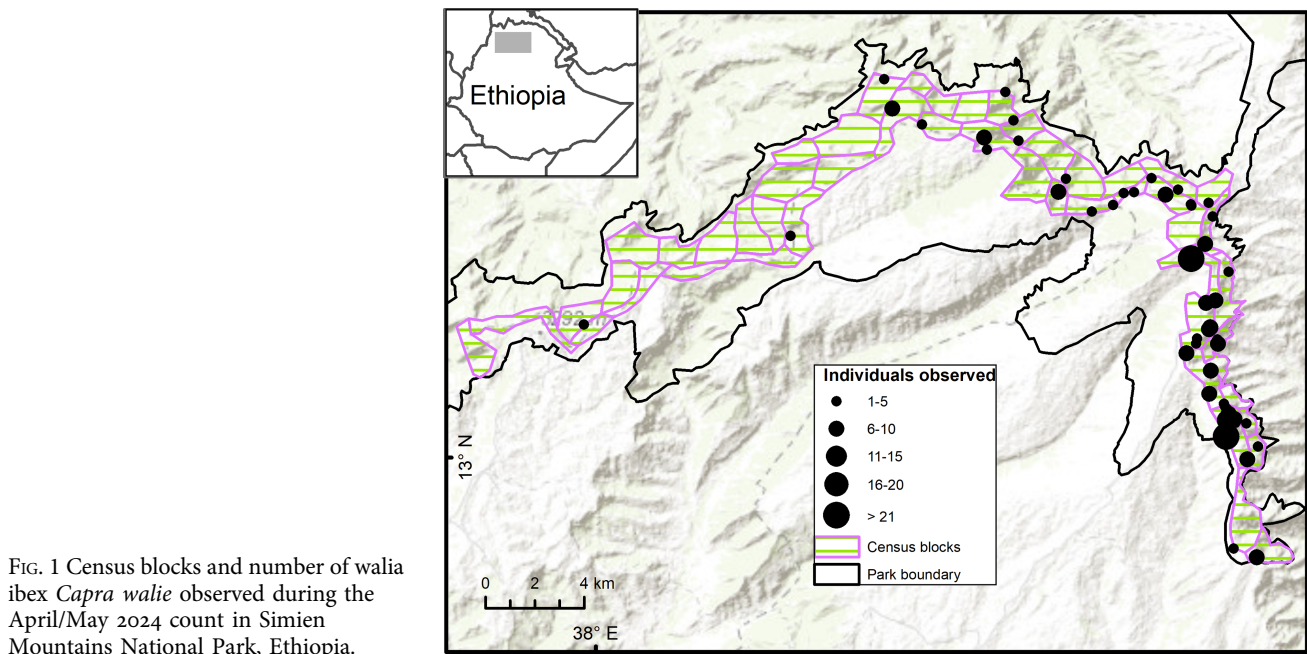 Ethiopia
13° N
Individuals observed
1-5
6-10
11-15
16-20
> 21
Census blocks
Park boundary
0 2 4 km
38° E
FIG. 1 Census blocks and number of walia
ibex Capra walie observed during the
April/May 2024 count in Simien
Mountains National Park, Ethiopia.